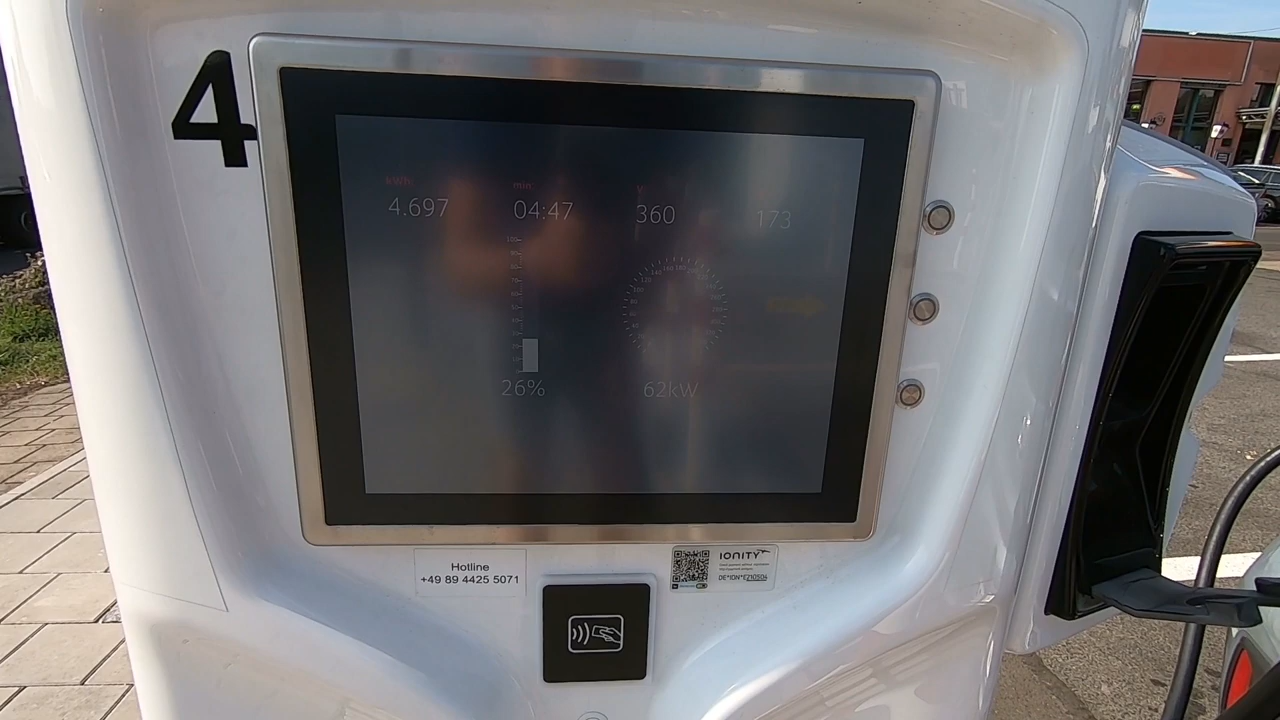 4
kWh:
min:
V
4.697
04:47
360
173
100
26%
62kW
Hotline
+49 89 4425 5071
IONITY
DE*ION*E210504